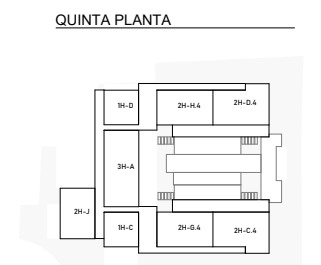 QUINTA PLANTA
1H-D
2H-H.4
2H-D.4
3H-A
2H-J
1H-C
2H-G.4
2H-C.4